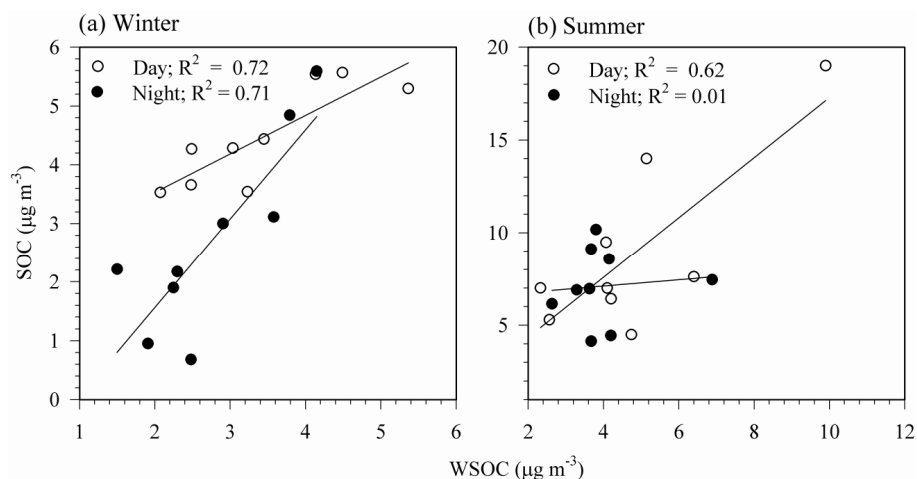 (a) Winter
(b) Summer
6
5
4
3
2
1
0
Day; R² = 0.72
Night; R² = 0.71
20
15
10
5
Day; R² = 0.62
Night; R² = 0.01
SOC (µg m⁻³)
1 2 3 4 5 6
2 4 6 8 10 12
WSOC (µg m⁻³)